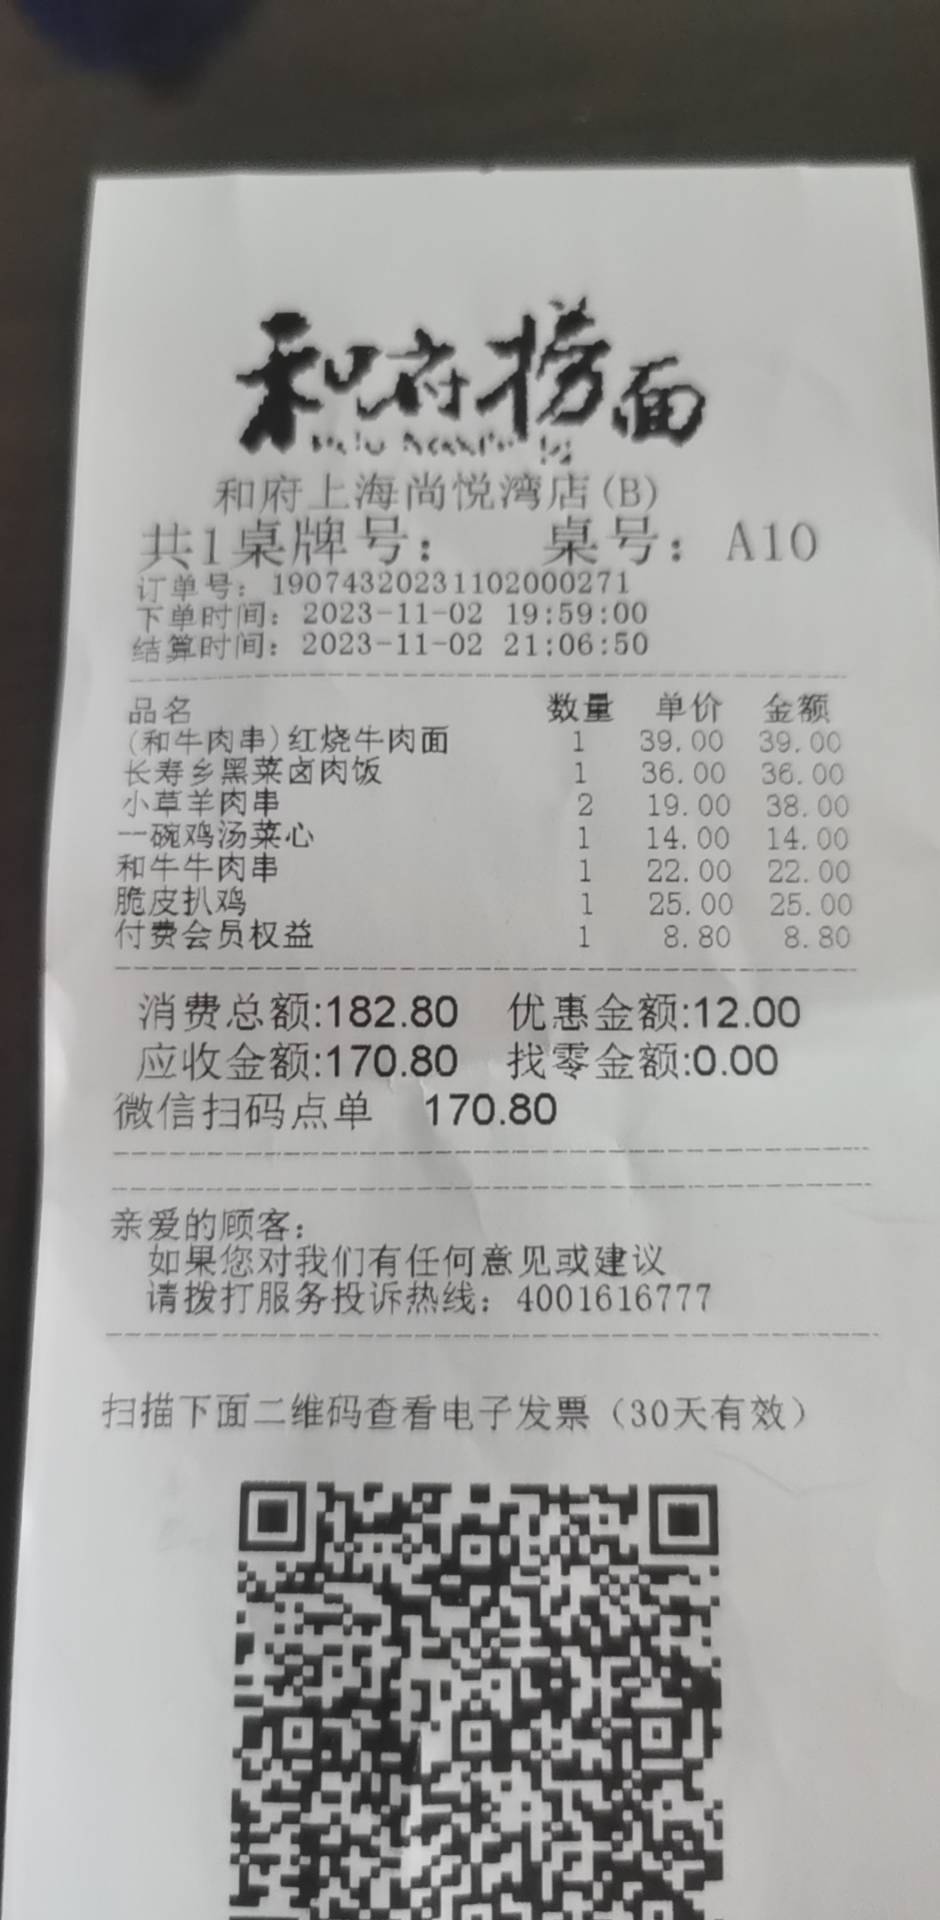 和府捞面
和府上海尚悦湾店(B)
共1桌牌号: 桌号: A10
订单号: 19074320231102000271
下单时间: 2023-11-02 19:59:00
结算时间: 2023-11-02 21:06:50
品名 数量 单价 金额
(和牛肉串)红烧牛肉面 1 39.00 39.00
长寿乡黑菜卤肉饭 1 36.00 36.00
小草羊肉串 2 19.00 38.00
一碗鸡汤菜心 1 14.00 14.00
和牛牛肉串 1 22.00 22.00
脆皮扒鸡 1 25.00 25.00
付费会员权益 1 8.80 8.80
消费总额:182.80 优惠金额:12.00
应收金额:170.80 找零金额:0.00
微信扫码点单 170.80
亲爱的顾客:
如果您对我们有任何意见或建议
请拨打服务投诉热线: 4001616777
扫描下面二维码查看电子发票（30天有效）